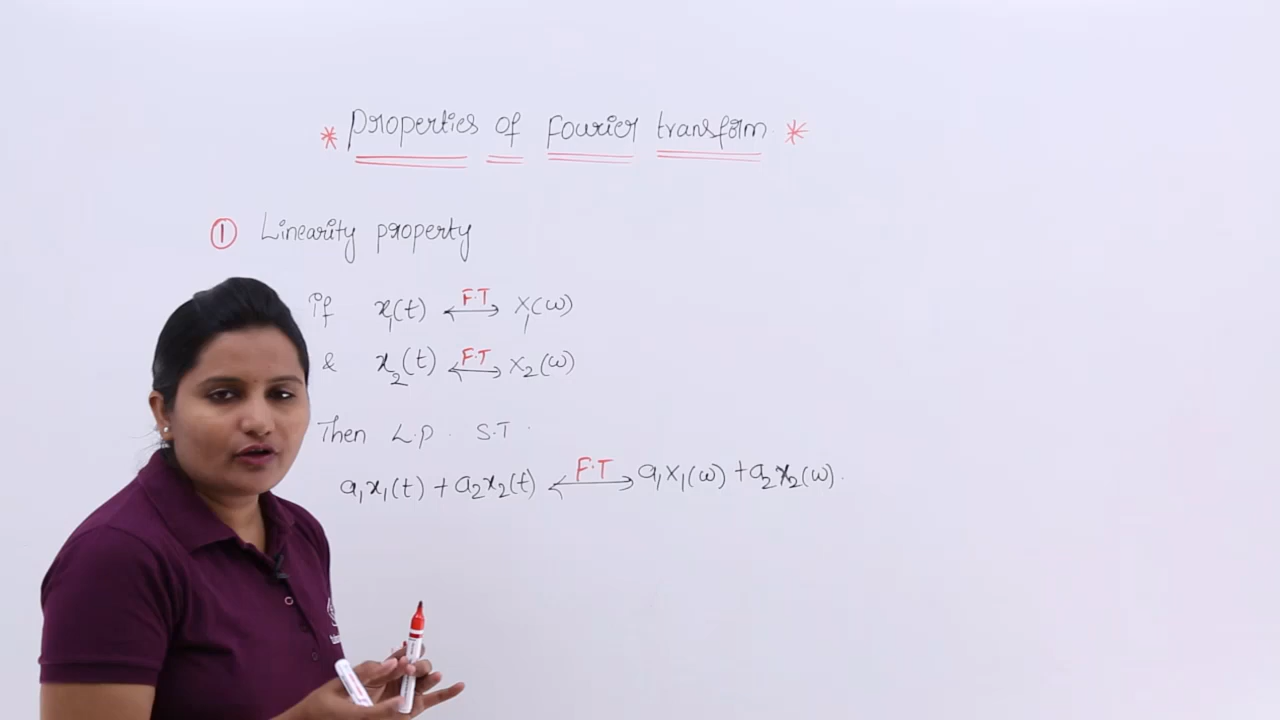 * Properties of Fourier transform *
① Linearity property
if x₁(t) ←F.T→ X₁(ω)
& x₂(t) ←F.T→ X₂(ω)
Then L.P. S.T.
a₁x₁(t) + a₂x₂(t) ←F.T→ a₁X₁(ω) + a₂X₂(ω).